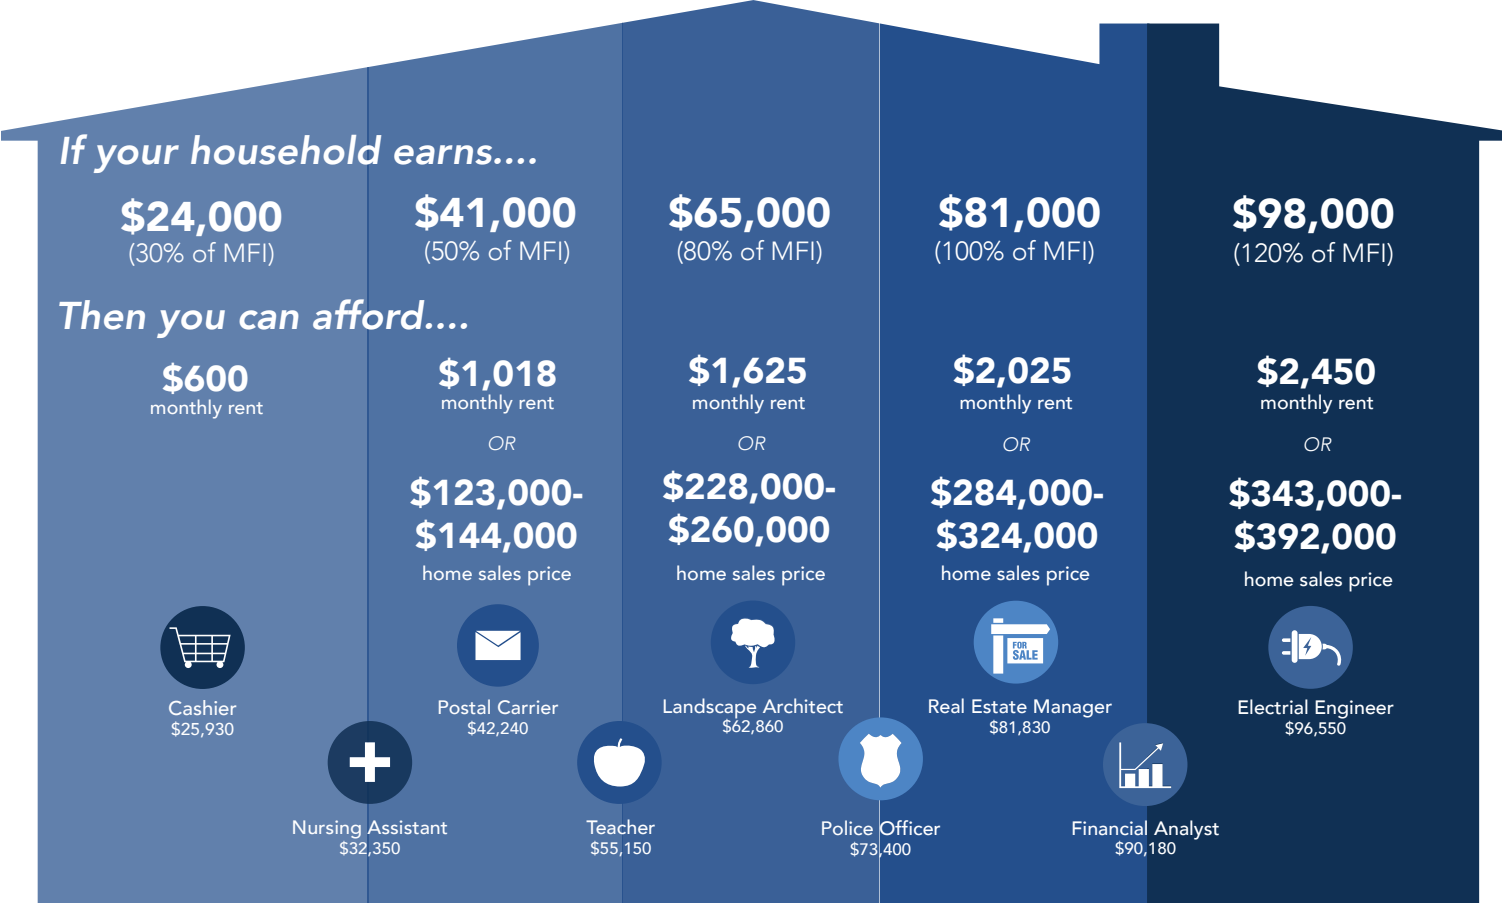 If your household earns....
$24,000
(30% of MFI)
$41,000
(50% of MFI)
$65,000
(80% of MFI)
$81,000
(100% of MFI)
$98,000
(120% of MFI)
Then you can afford....
$600
monthly rent
$1,018
monthly rent
OR
$123,000-
$144,000
home sales price
$1,625
monthly rent
OR
$228,000-
$260,000
home sales price
$2,025
monthly rent
OR
$284,000-
$324,000
home sales price
$2,450
monthly rent
OR
$343,000-
$392,000
home sales price
Cashier
$25,930
Postal Carrier
$42,240
Landscape Architect
$62,860
FOR
SALE
Real Estate Manager
$81,830
Electrial Engineer
$96,550
Nursing Assistant
$32,350
Teacher
$55,150
Police Officer
$73,400
Financial Analyst
$90,180